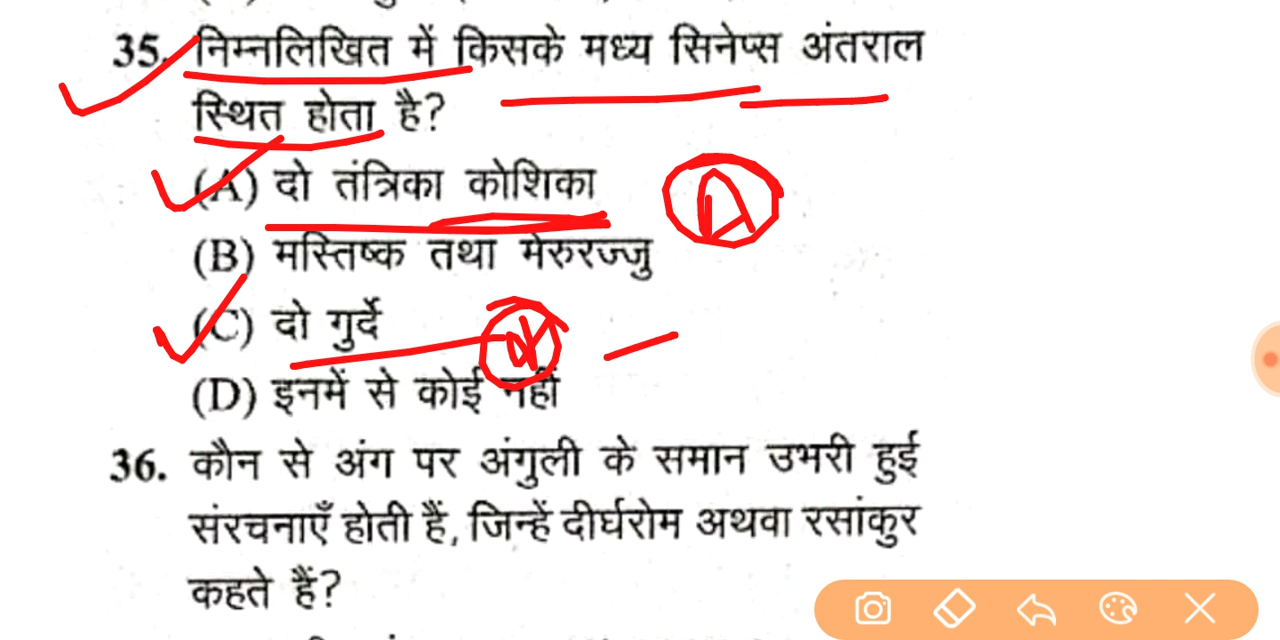 35. निम्नलिखित में किसके मध्य सिनेप्स अंतराल
स्थित होता है?
(A) दो तंत्रिका कोशिका
A
(B) मस्तिष्क तथा मेरुरज्जु
(C) दो गुर्दे
(D) इनमें से कोई नहीं
36. कौन से अंग पर अंगुली के समान उभरी हुई
संरचनाएँ होती हैं, जिन्हें दीर्घरोम अथवा रसांकुर
कहते हैं?